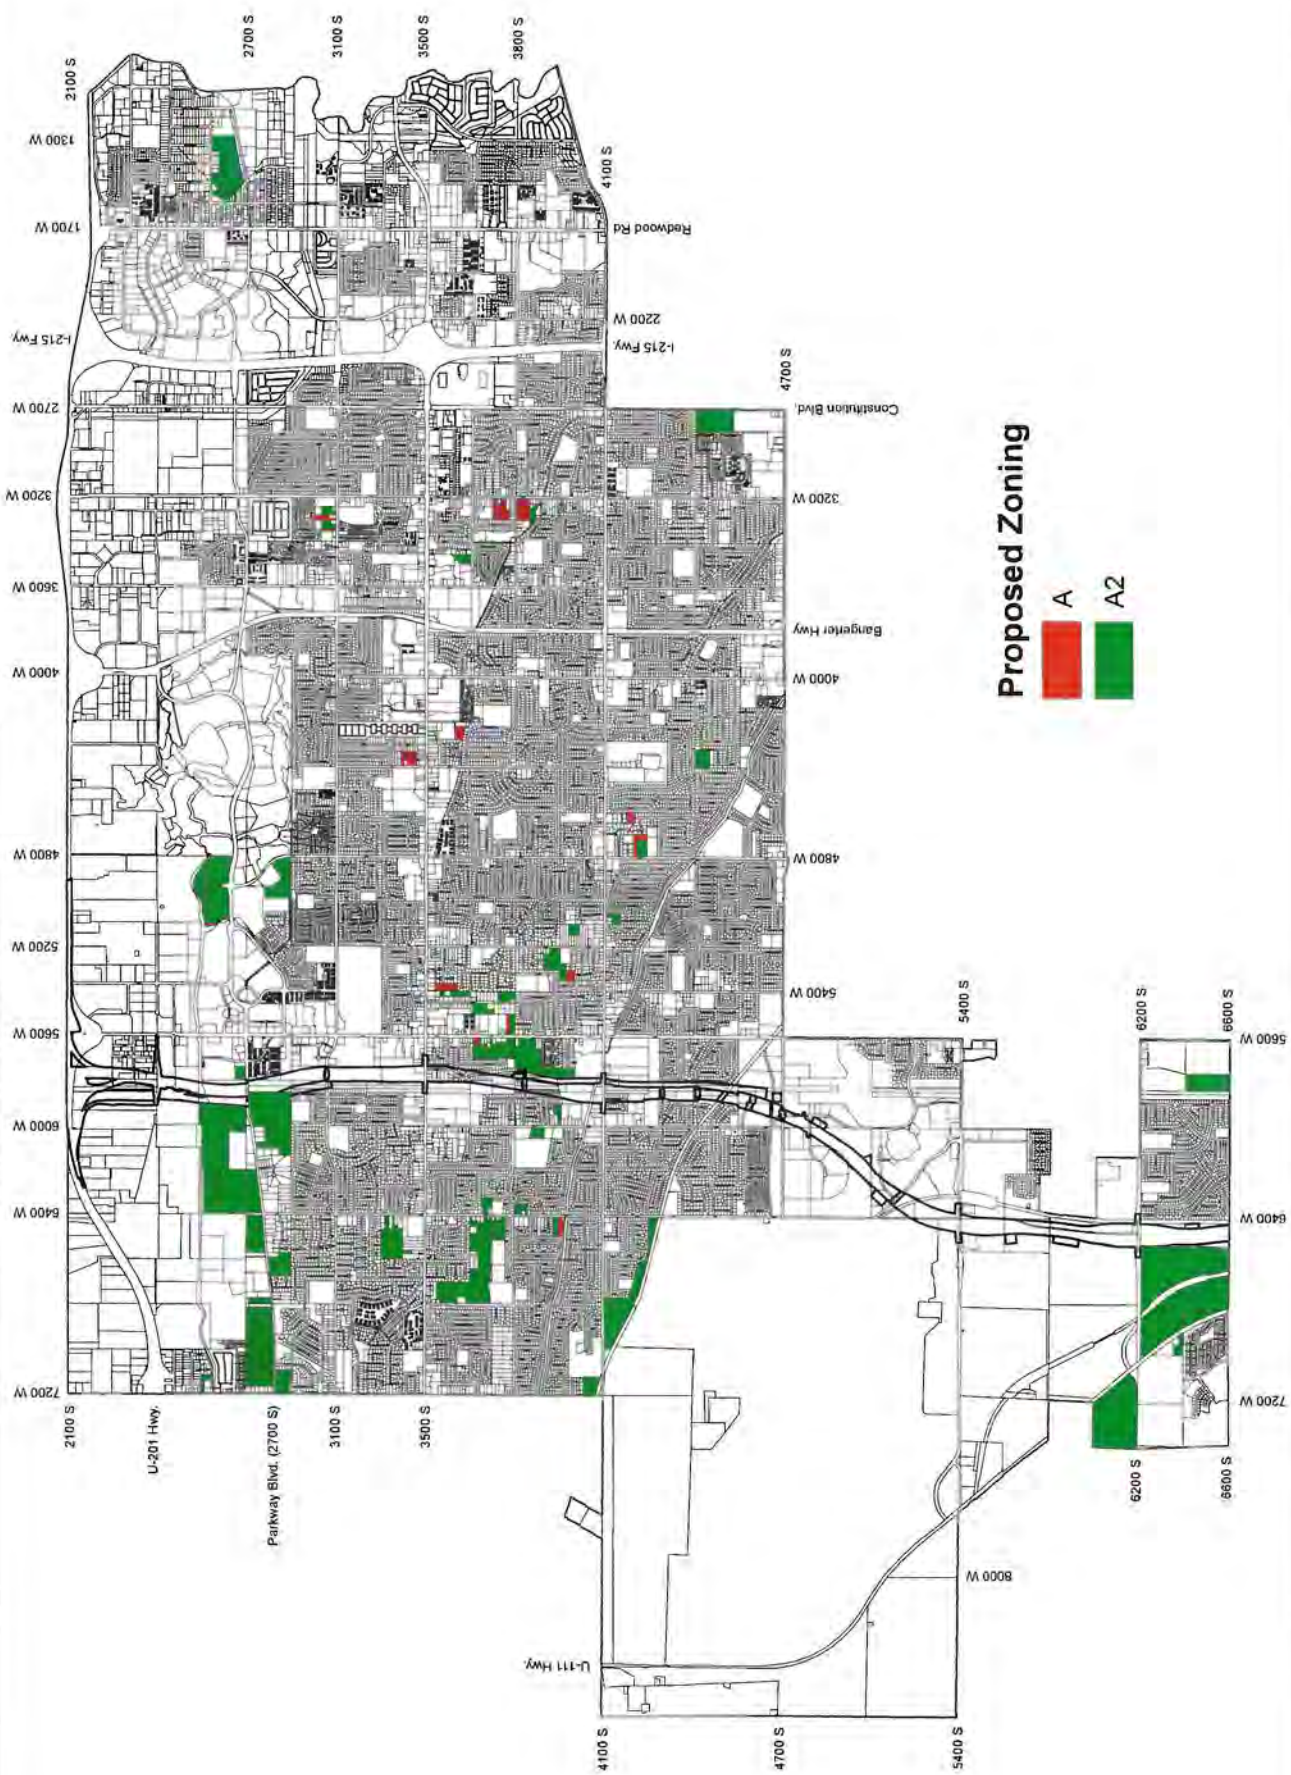 2100 S
2700 S
3100 S
3500 S
3800 S
1300 W
4100 S
1700 W
Redwood Rd
2200 W
I-215 Fwy.
I-215 Fwy.
4700 S
2700 W
Constitution Blvd.
3200 W
3200 W
3600 W
Bangerter Hwy
4000 W
4000 W
4800 W
4800 W
5200 W
5400 W
5400 S
6200 S
6600 S
5600 W
5600 W
6000 W
6400 W
6400 W
7200 W
7200 W
2100 S
U-201 Hwy.
Parkway Blvd. (2700 S)
3100 S
3500 S
6200 S
6600 S
8000 W
U-111 Hwy.
4100 S
4700 S
5400 S
Proposed Zoning
A
A2